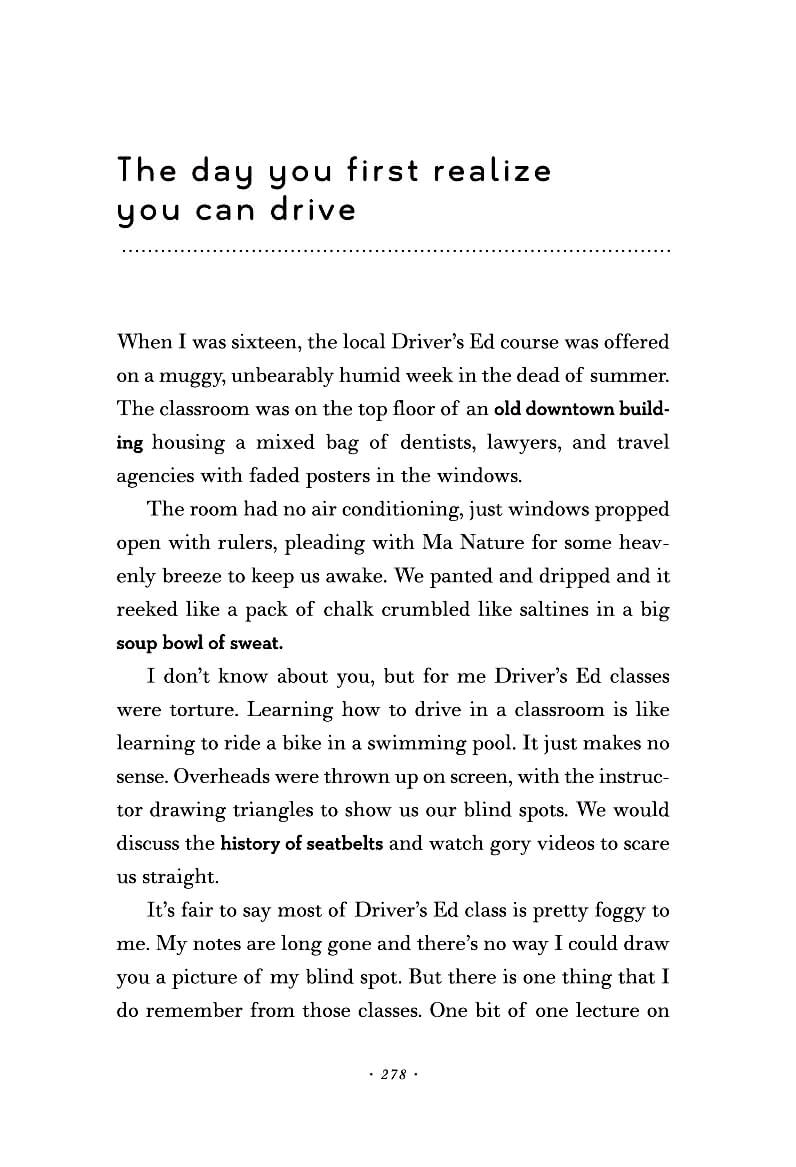 The day you first realize
you can drive
When I was sixteen, the local Driver’s Ed course was offered
on a muggy, unbearably humid week in the dead of summer.
The classroom was on the top floor of an old downtown build-
ing housing a mixed bag of dentists, lawyers, and travel
agencies with faded posters in the windows.
The room had no air conditioning, just windows propped
open with rulers, pleading with Ma Nature for some heav-
enly breeze to keep us awake. We panted and dripped and it
reeked like a pack of chalk crumbled like saltines in a big
soup bowl of sweat.
I don’t know about you, but for me Driver’s Ed classes
were torture. Learning how to drive in a classroom is like
learning to ride a bike in a swimming pool. It just makes no
sense. Overheads were thrown up on screen, with the instruc-
tor drawing triangles to show us our blind spots. We would
discuss the history of seatbelts and watch gory videos to scare
us straight.
It’s fair to say most of Driver’s Ed class is pretty foggy to
me. My notes are long gone and there’s no way I could draw
you a picture of my blind spot. But there is one thing that I
do remember from those classes. One bit of one lecture on
· 278 ·